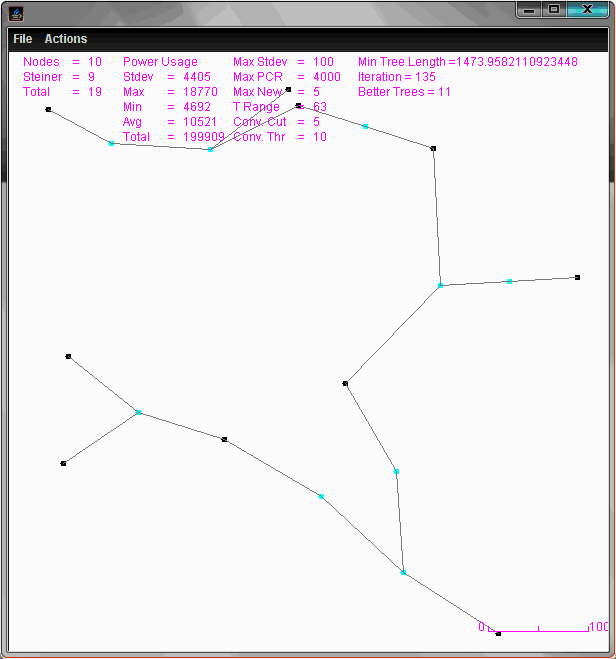 File Actions
Nodes = 10 Power Usage Max Stdev = 100 Min Tree Length =1473.9582110923448
Steiner = 9 Stdev = 4405 Max PCR = 4000 Iteration = 135
Total = 19 Max = 18770 Max New = 5 Better Trees = 11
Min = 4692 T Range = 63
Avg = 10521 Conv. Cut = 5
Total = 199909 Conv. Thr = 10
0 100